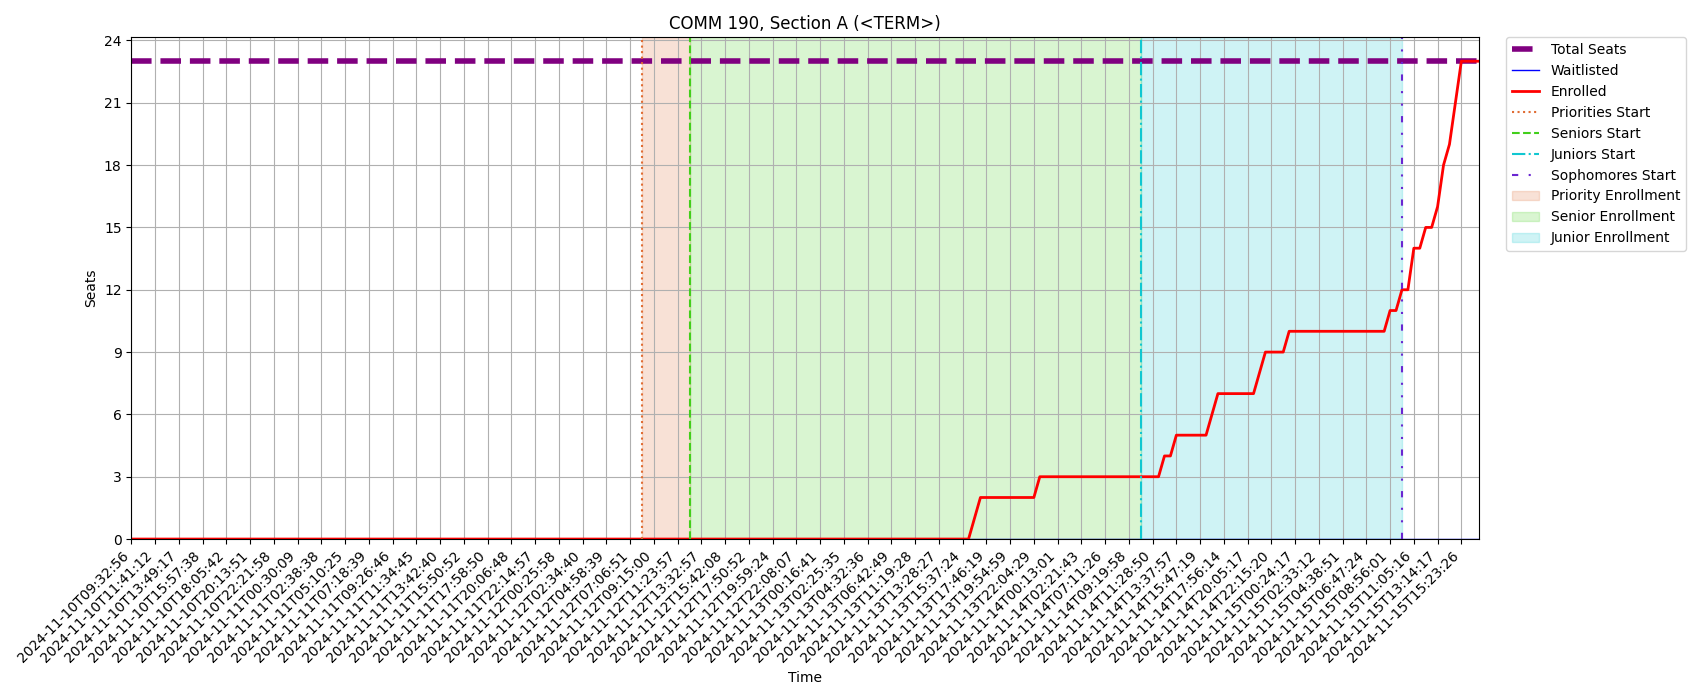 COMM 190, Section A (<TERM>)
Seats
24
21
18
15
12
9
6
3
0
2024-11-10T09:32:56
2024-11-10T11:41:12
2024-11-10T13:49:17
2024-11-10T15:57:38
2024-11-10T18:05:42
2024-11-10T20:13:51
2024-11-10T22:21:58
2024-11-11T00:30:09
2024-11-11T02:38:38
2024-11-11T05:10:25
2024-11-11T07:18:39
2024-11-11T09:26:46
2024-11-11T11:34:45
2024-11-11T13:42:40
2024-11-11T15:50:52
2024-11-11T17:58:50
2024-11-11T20:06:48
2024-11-11T22:14:57
2024-11-12T00:25:58
2024-11-12T02:34:40
2024-11-12T04:58:39
2024-11-12T07:06:51
2024-11-12T09:15:00
2024-11-12T11:23:57
2024-11-12T13:32:57
2024-11-12T15:42:08
2024-11-12T17:50:52
2024-11-12T19:59:24
2024-11-12T22:08:07
2024-11-13T00:16:41
2024-11-13T02:25:35
2024-11-13T04:32:36
2024-11-13T06:42:49
2024-11-13T11:19:28
2024-11-13T13:28:27
2024-11-13T15:37:24
2024-11-13T17:46:19
2024-11-13T19:54:59
2024-11-13T22:04:29
2024-11-14T00:13:01
2024-11-14T02:21:43
2024-11-14T07:11:26
2024-11-14T09:19:58
2024-11-14T11:28:50
2024-11-14T13:37:57
2024-11-14T15:47:19
2024-11-14T17:56:14
2024-11-14T20:05:17
2024-11-14T22:15:20
2024-11-15T00:24:17
2024-11-15T02:33:12
2024-11-15T04:38:51
2024-11-15T06:47:24
2024-11-15T08:56:01
2024-11-15T11:05:16
2024-11-15T13:14:17
2024-11-15T15:23:26
Time
Total Seats
Waitlisted
Enrolled
Priorities Start
Seniors Start
Juniors Start
Sophomores Start
Priority Enrollment
Senior Enrollment
Junior Enrollment